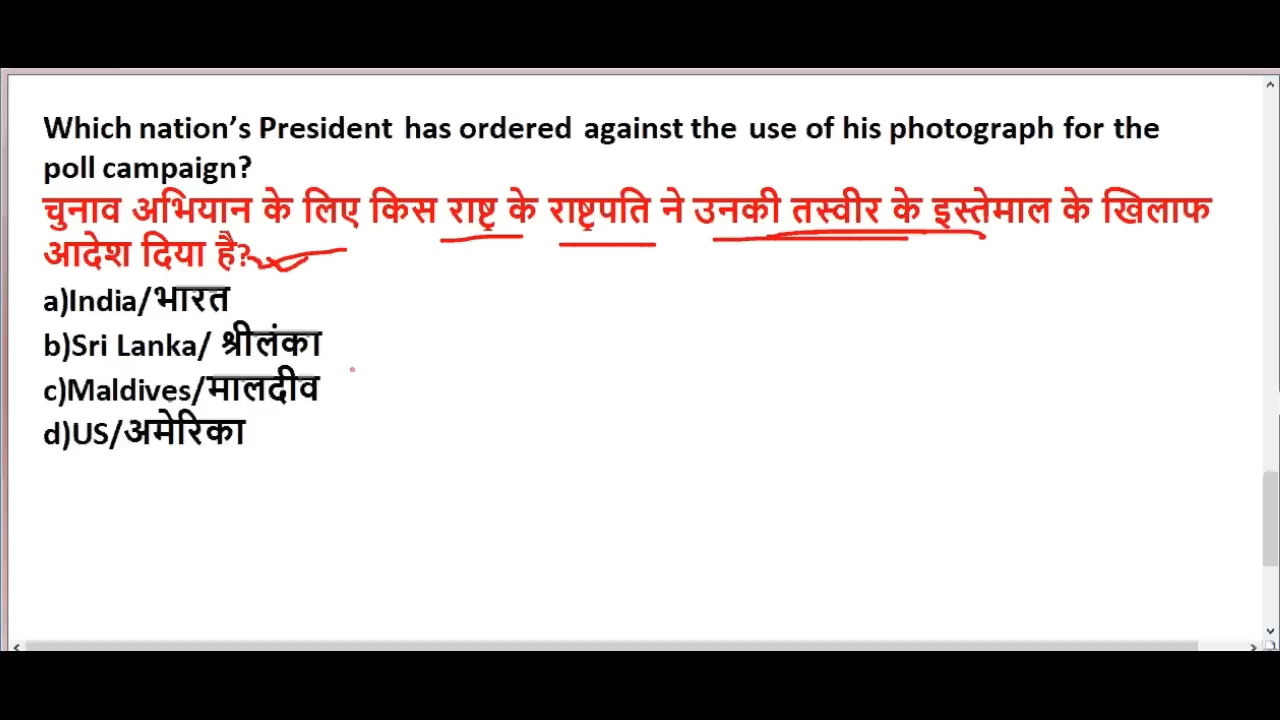 Which nation’s President has ordered against the use of his photograph for the
poll campaign?
चुनाव अभियान के लिए किस राष्ट्र के राष्ट्रपति ने उनकी तस्वीर के इस्तेमाल के खिलाफ
आदेश दिया है?
a)India/भारत
b)Sri Lanka/ श्रीलंका
c)Maldives/मालदीव
d)US/अमेरिका